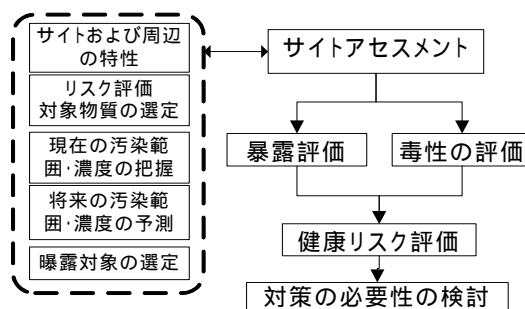 サイトおよび周辺
の特性
リスク評価
対象物質の選定
現在の汚染範
囲・濃度の把握
将来の汚染範
囲・濃度の予測
曝露対象の選定
サイトアセスメント
暴露評価
毒性の評価
健康リスク評価
対策の必要性の検討